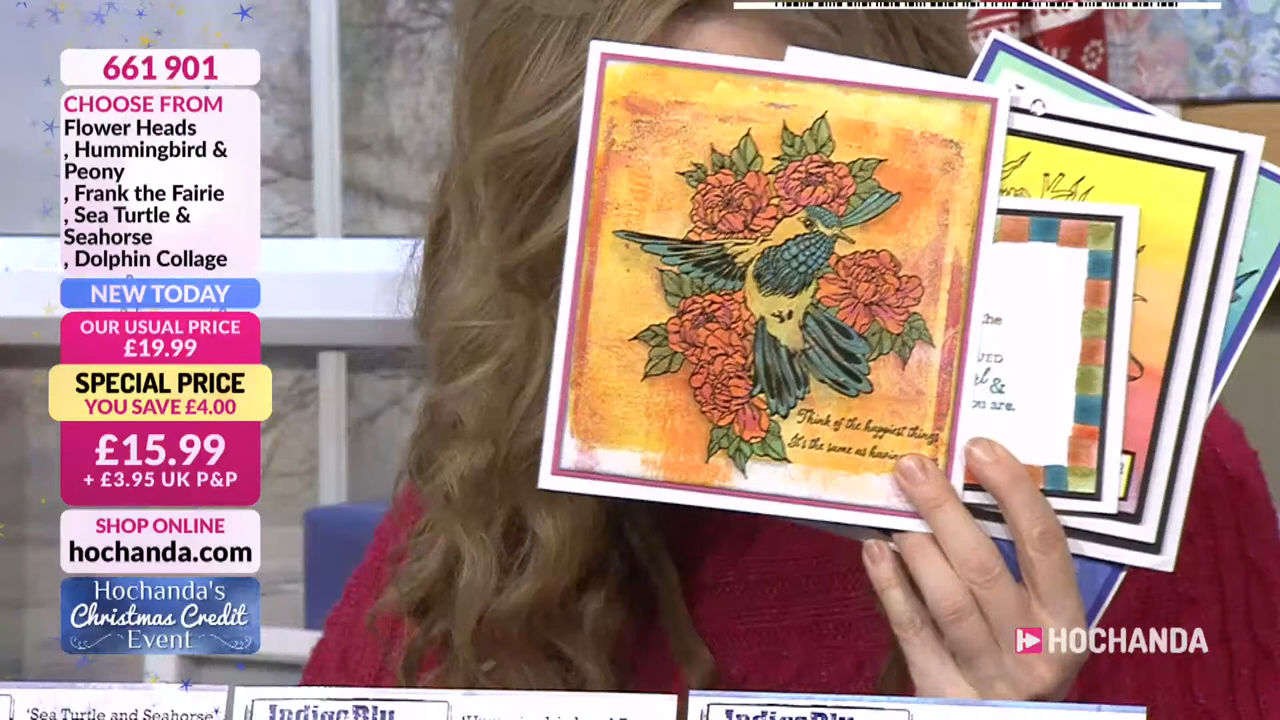 661 901
CHOOSE FROM
Flower Heads
, Hummingbird &
Peony
, Frank the Fairie
, Sea Turtle &
Seahorse
, Dolphin Collage
NEW TODAY
OUR USUAL PRICE
£19.99
SPECIAL PRICE
YOU SAVE £4.00
£15.99
+ £3.95 UK P&P
SHOP ONLINE
hochanda.com
Hochanda's
Christmas Credit
Event
Think of the happiest things
It's the same as having
the
&
you are.
HOCHANDA
'Sea Turtle and Seahorse'
IndigoBlu
IndigoBlu